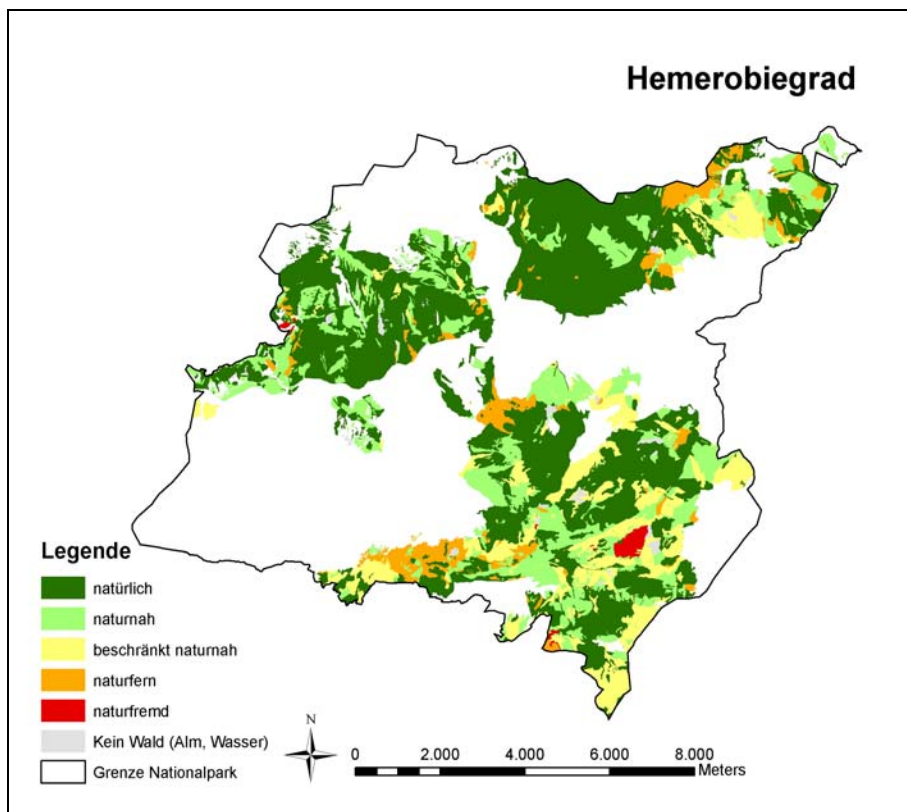 Hemerobiegrad
Legende
natürlich
naturnah
beschränkt naturnah
naturfern
naturfremd
Kein Wald (Alm, Wasser)
Grenze Nationalpark
N
0 2.000 4.000 6.000 8.000
Meters